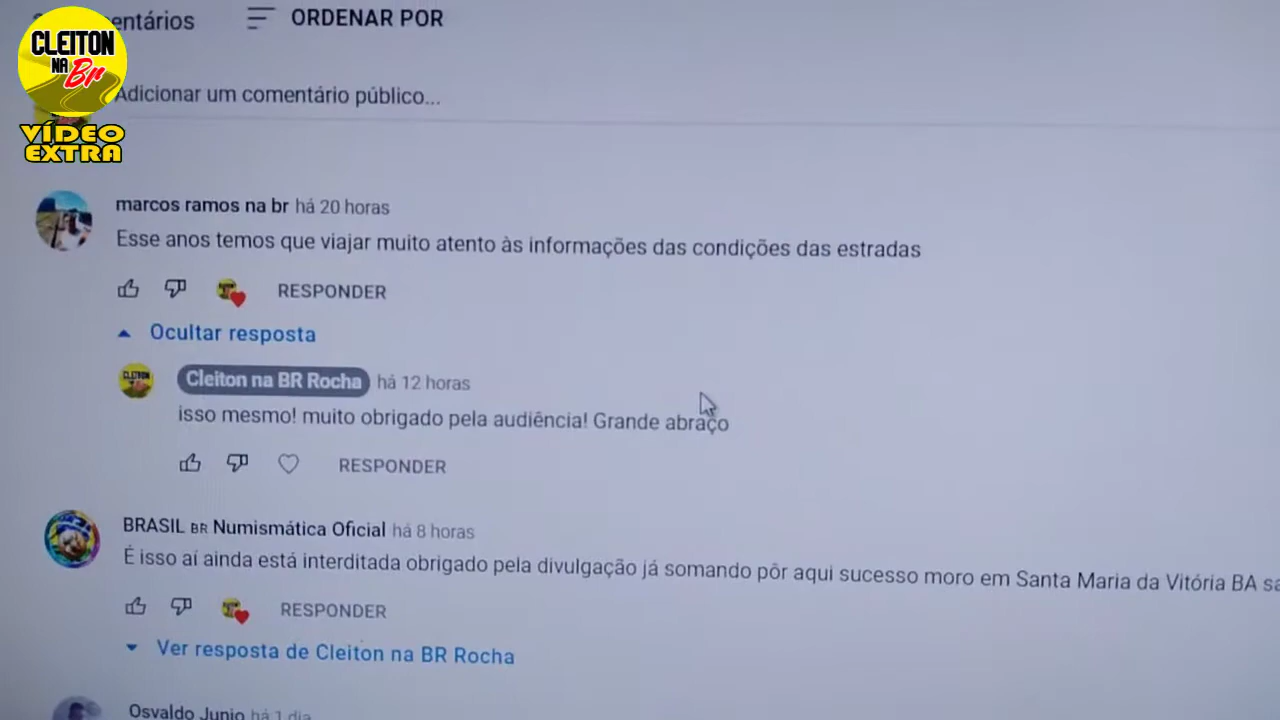 CLEITON
NA
Br
VÍDEO
EXTRA
ORDENAR POR
Adicionar um comentário público...
marcos ramos na br há 20 horas
Esse anos temos que viajar muito atento às informações das condições das estradas
RESPONDER
Ocultar resposta
CLEITON
Cleiton na BR Rocha há 12 horas
isso mesmo! muito obrigado pela audiência! Grande abraço
RESPONDER
BRASIL BR Numismática Oficial há 8 horas
É isso aí ainda está interditada obrigado pela divulgação já somando pôr aqui sucesso moro em Santa Maria da Vitória BA
RESPONDER
Ver resposta de Cleiton na BR Rocha
Osvaldo Junio há 1 dia